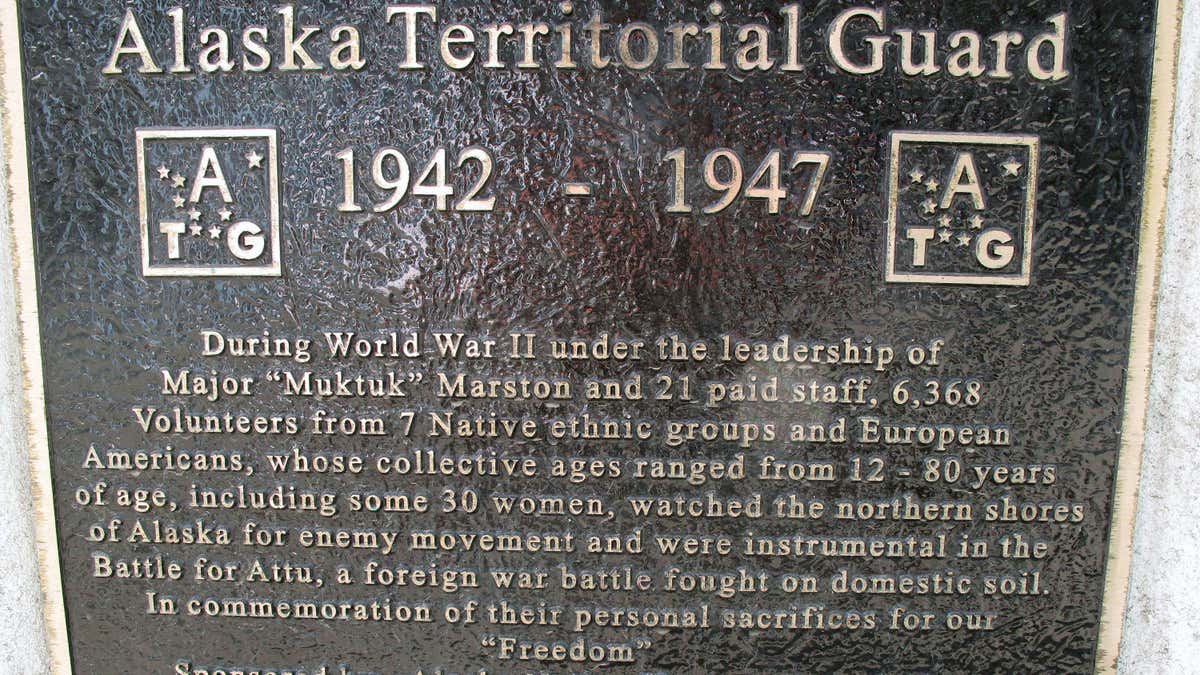 Alaska Territorial Guard
A
T G
1942 - 1947
A
T G
During World War II under the leadership of
Major “Muktuk” Marston and 21 paid staff, 6,368
Volunteers from 7 Native ethnic groups and European
Americans, whose collective ages ranged from 12 - 80 years
of age, including some 30 women, watched the northern shores
of Alaska for enemy movement and were instrumental in the
Battle for Attu, a foreign war battle fought on domestic soil.
In commemoration of their personal sacrifices for our
“Freedom”
Sponsored